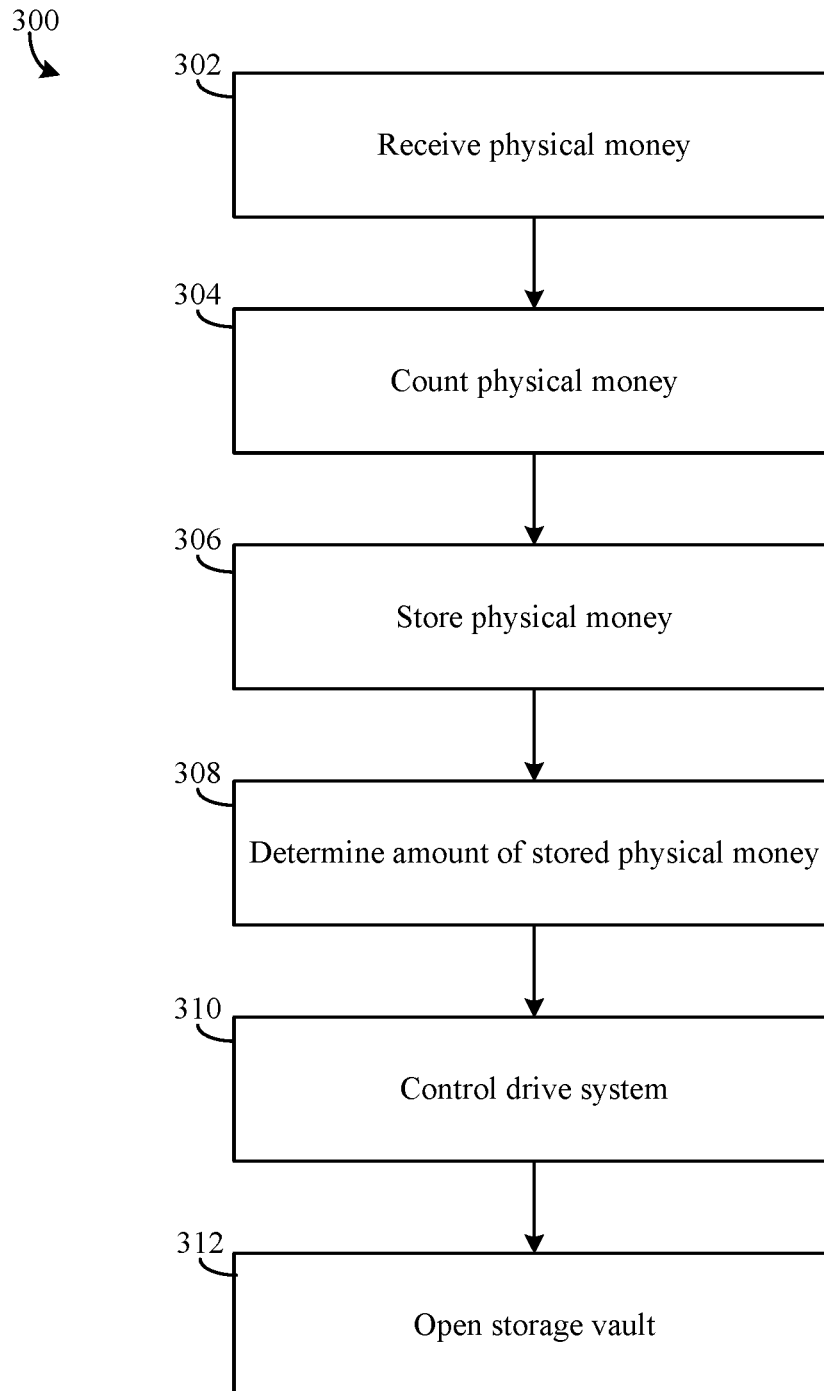 300
302
Receive physical money
304
Count physical money
306
Store physical money
308
Determine amount of stored physical money
310
Control drive system
312
Open storage vault